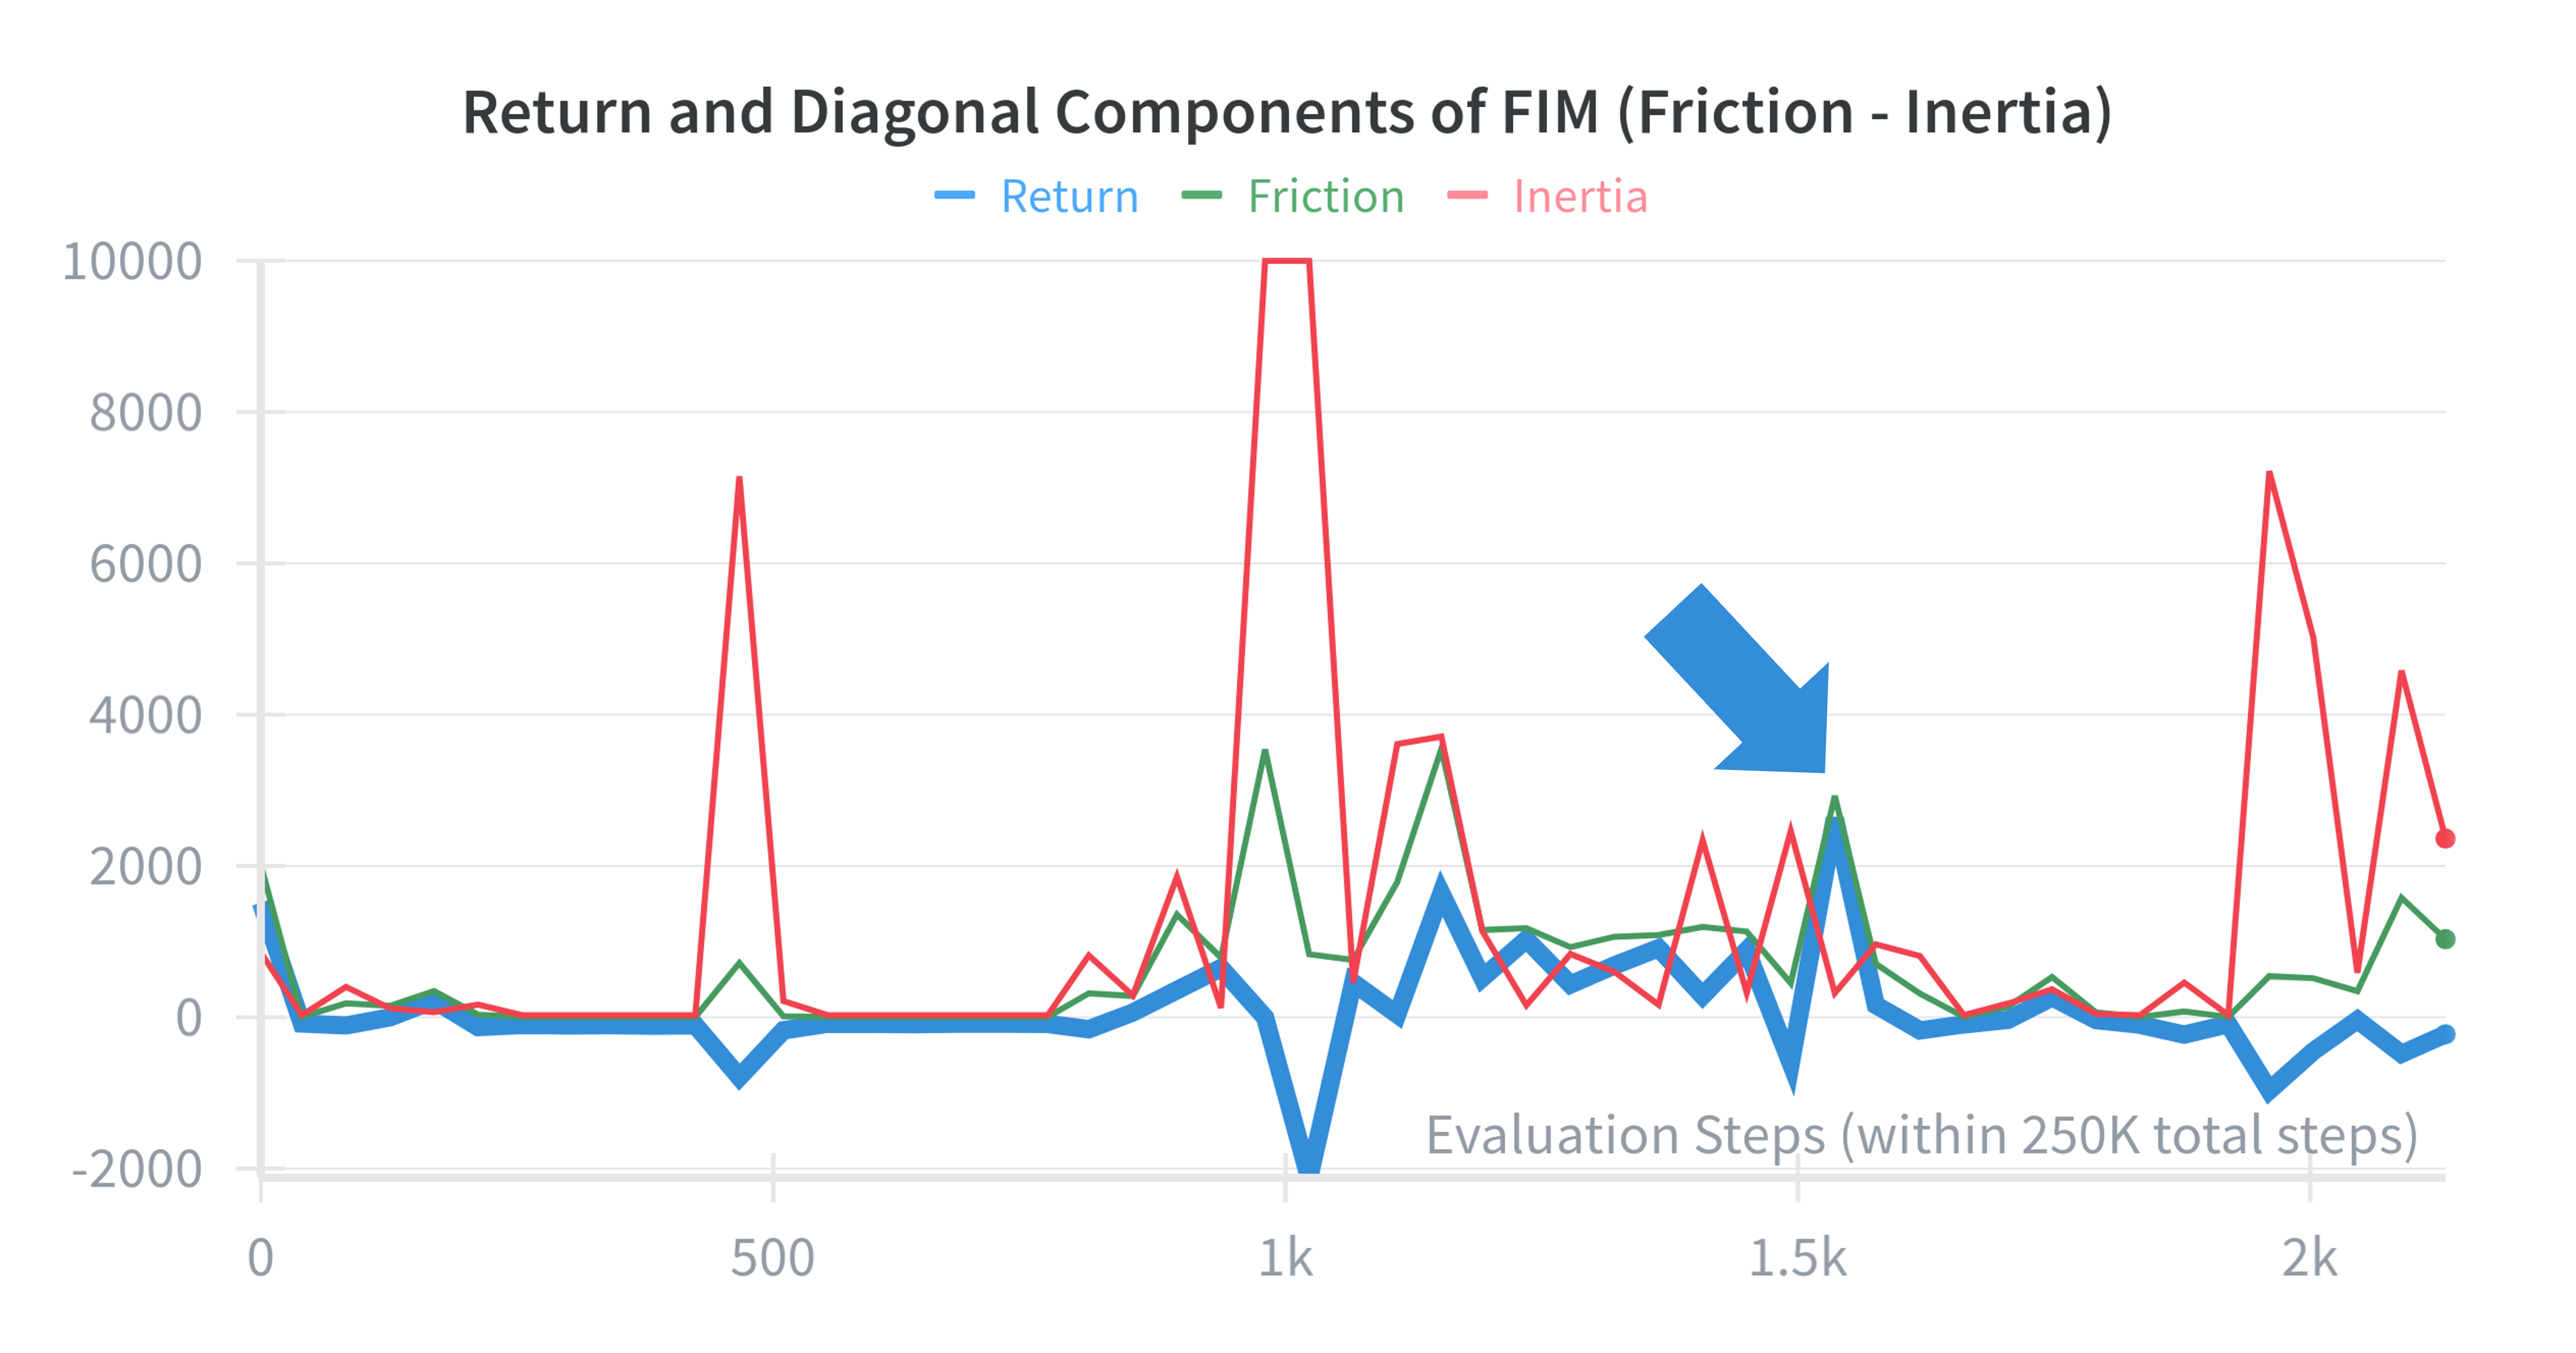 Return and Diagonal Components of FIM (Friction - Inertia)
Return Friction Inertia
10000
8000
6000
4000
2000
0
-2000
Evaluation Steps (within 250K total steps)
0 500 1k 1.5k 2k